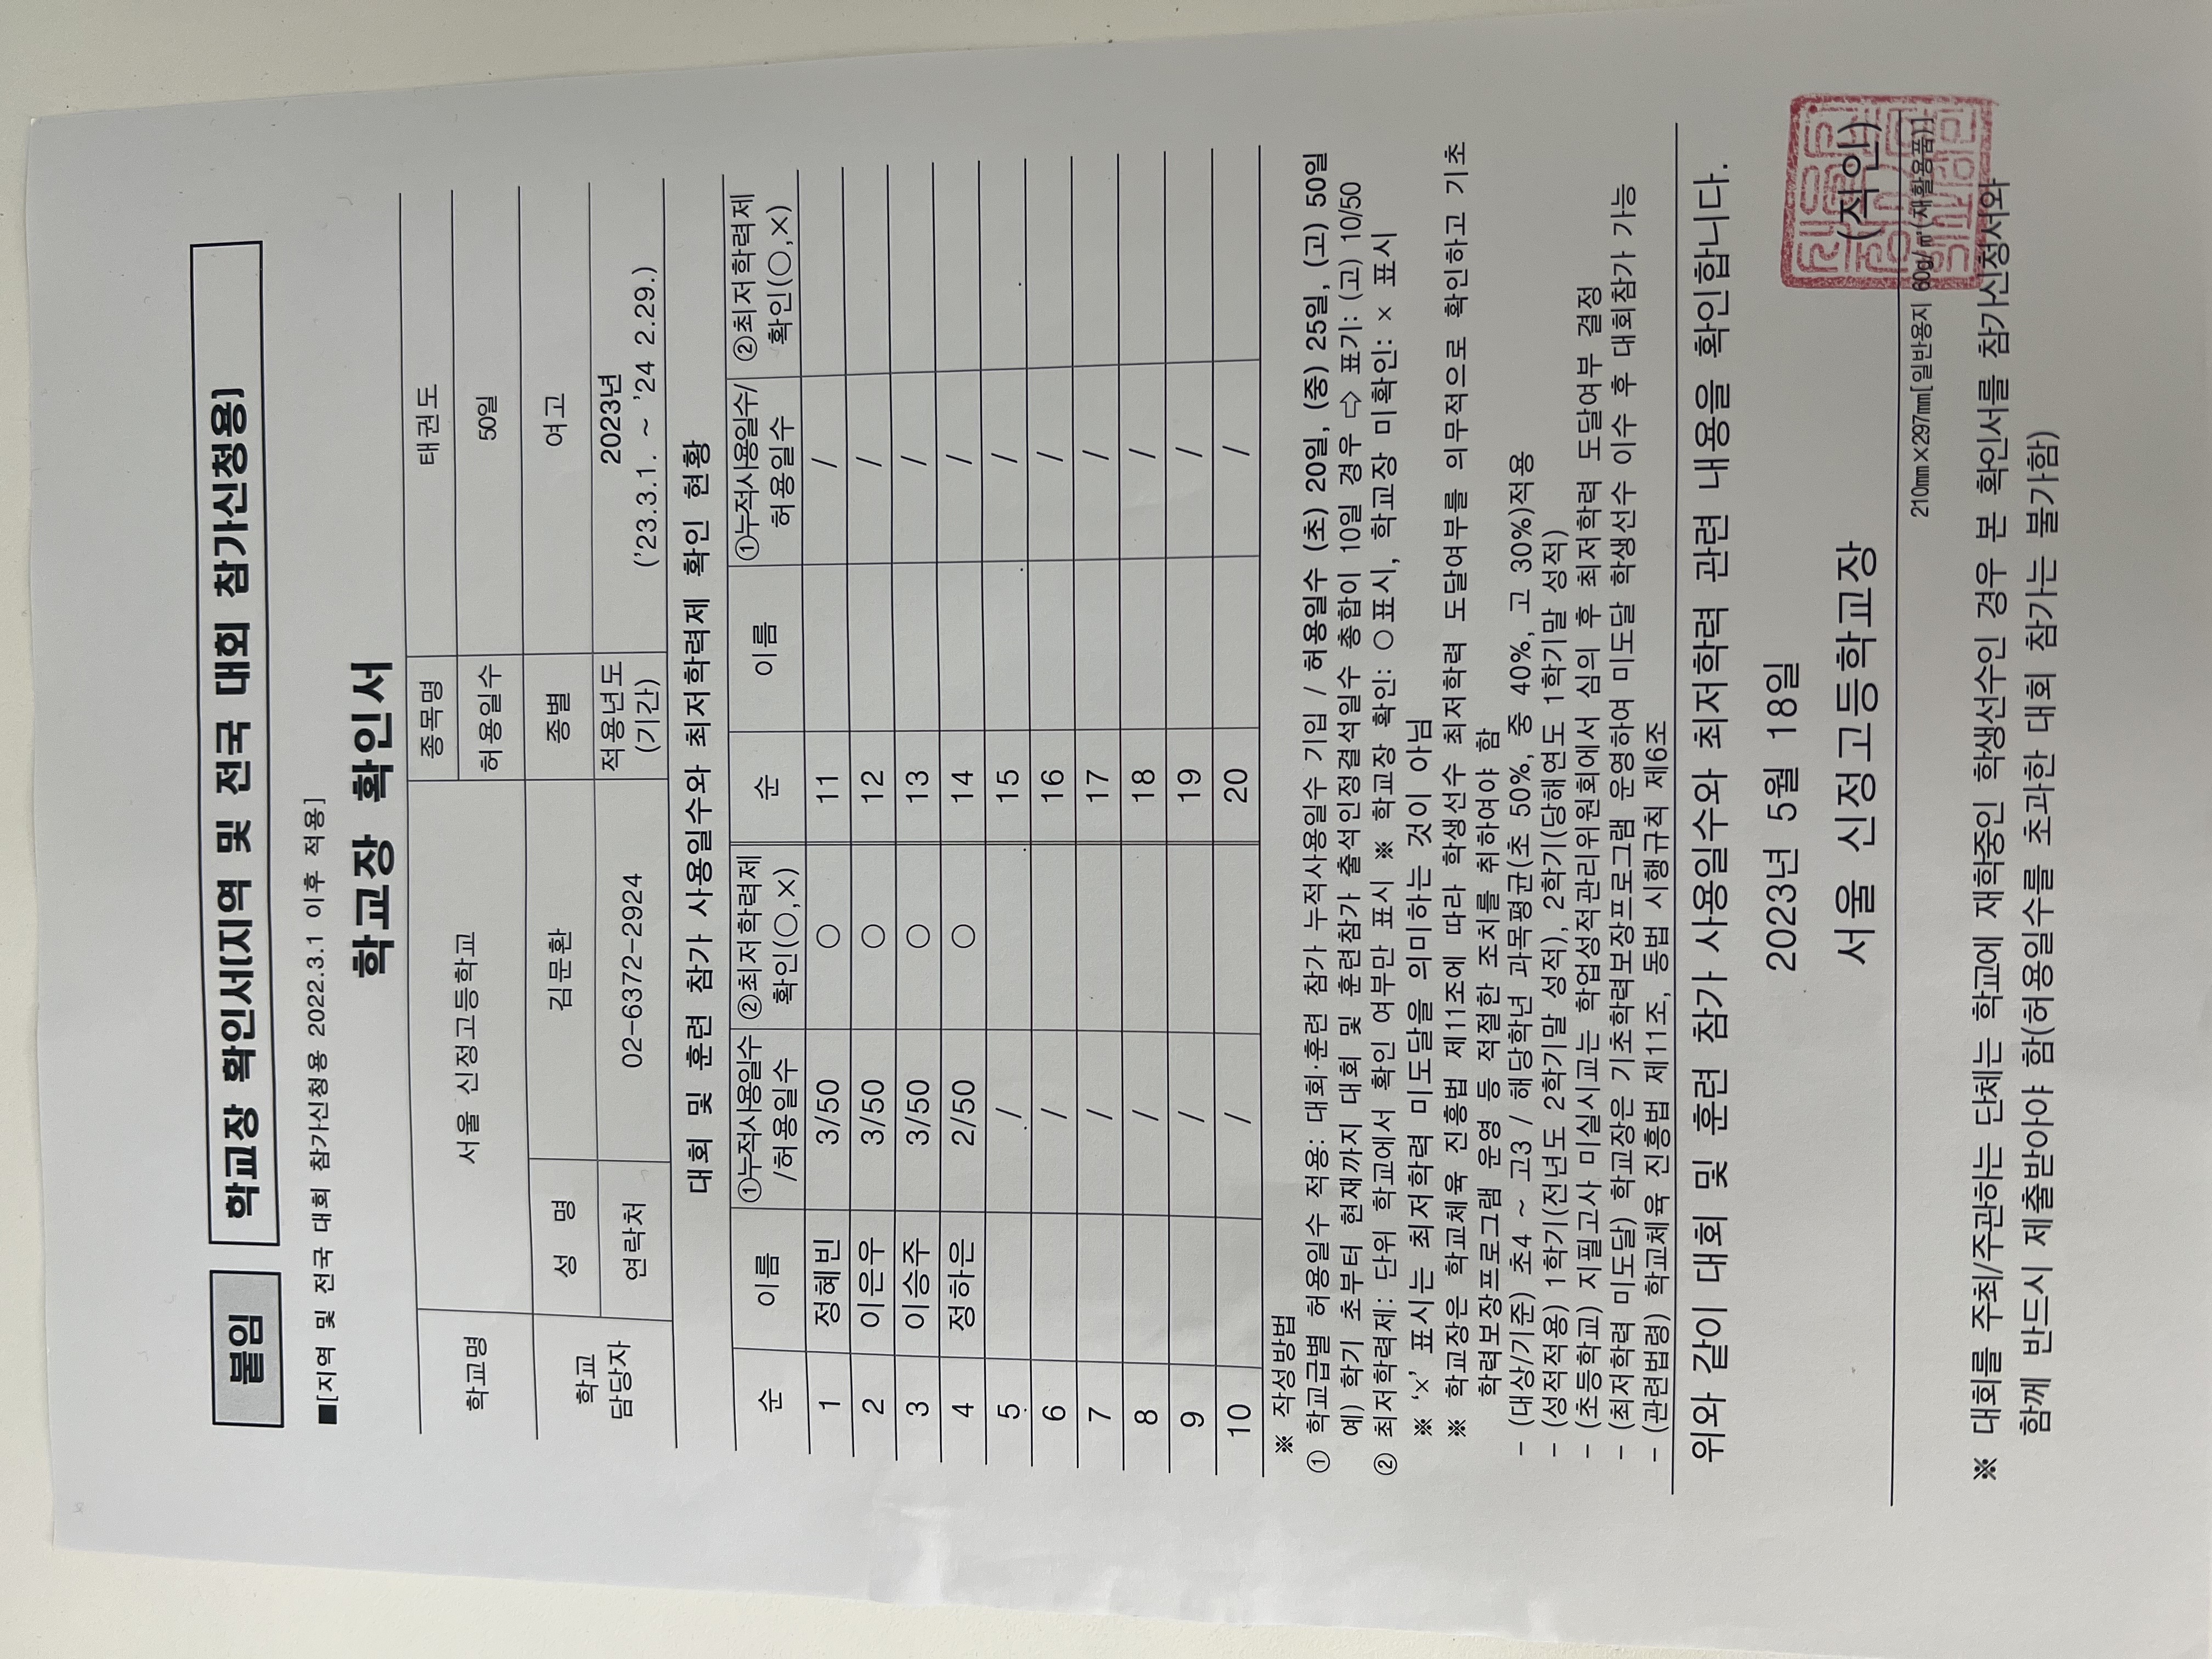 붙임 학교장 확인서(지역 및 전국 대회 참가신청용)
■[지역 및 전국 대회 참가신청용 2022.3.1 이후 적용]
학교장 확인서
학교명 서울 신정고등학교 종목명 태권도
허용일수 50일
학교 담당자 성 명 김문환 종별 여고
연락처 02-6372-2924 적용년도 (기간) 2023년 ('23.3.1. ~ '24 2.29.)
대회 및 훈련 참가 사용일수와 최저학력제 확인 현황
순 이름 ①누적사용일수 /허용일수 ②최저학력제 확인(○,×) 순 이름 ①누적사용일수/ 허용일수 ②최저학력제 확인(○,×)
1 정혜빈 3/50 ○ 11 /
2 이은우 3/50 ○ 12 /
3 이승주 3/50 ○ 13 /
4 정하은 2/50 ○ 14 /
5 / 15 /
6 / 16 /
7 / 17 /
8 / 18 /
9 / 19 /
10 / 20 /
※ 작성방법
① 학교급별 허용일수 적용: 대회·훈련 참가 누적사용일수 기입 / 허용일수 (초) 20일, (중) 25일, (고) 50일
예) 학기 초부터 현재까지 대회 및 훈련참가 출석인정결석일수 총합이 10일 경우 ⇨ 표기: (고) 10/50
② 최저학력제: 단위 학교에서 확인 여부만 표시 ※ 학교장 확인: ○표시, 학교장 미확인: × 표시
※ '×' 표시는 최저학력 미도달을 의미하는 것이 아님
※ 학교장은 학교체육 진흥법 제11조에 따라 학생선수 최저학력 도달여부를 의무적으로 확인하고 기초
학력보장프로그램 운영 등 적절한 조치를 취하여야 함
- (대상/기준) 초4 ~ 고3 / 해당학년 과목평균(초 50%, 중 40%, 고 30%)적용
- (성적적용) 1학기(전년도 2학기말 성적), 2학기(당해연도 1학기말 성적)
- (초등학교) 지필고사 미실시교는 학업성적관리위원회에서 심의 후 최저학력 도달여부 결정
- (최저학력 미도달) 학교장은 기초학력보장프로그램 운영하여 미도달 학생선수 이수 후 대회참가 가능
- (관련법령) 학교체육 진흥법 제11조, 동법 시행규칙 제6조
위와 같이 대회 및 훈련 참가 사용일수와 최저학력 관련 내용을 확인합니다.
2023년 5월 18일
서울 신정고등학교장 (직인)
210㎜×297㎜[일반용지 60g/㎡(재활용품)]
※ 대회를 주최/주관하는 단체는 학교에 재학중인 학생선수인 경우 본 확인서를 참가신청서와
함께 반드시 제출받아야 함(허용일수를 초과한 대회 참가는 불가함)